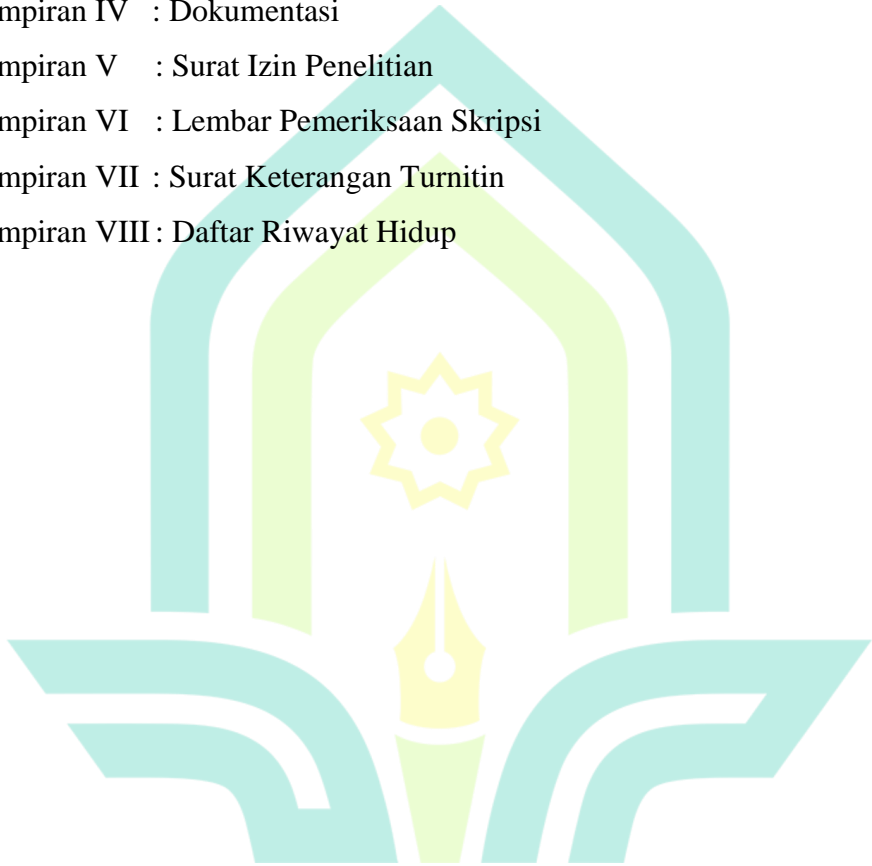 mpiran IV : Dokumentasi
mpiran V : Surat Izin Penelitian
mpiran VI : Lembar Pemeriksaan Skripsi
mpiran VII : Surat Keterangan Turnitin
mpiran VIII : Daftar Riwayat Hidup